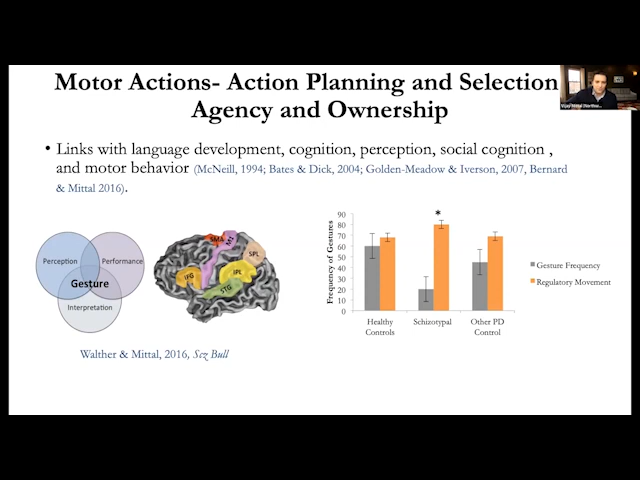 Motor Actions- Action Planning and Selection
Agency and Ownership
• Links with language development, cognition, perception, social cognition ,
and motor behavior (McNeill, 1994; Bates & Dick, 2004; Golden-Meadow & Iverson, 2007, Bernard
& Mittal 2016).
Perception
Performance
Gesture
Interpretation
SMA
M1
SPL
IFG
IPL
STG
Walther & Mittal, 2016, Scz Bull
Frequency of Gestures
90
80
70
60
50
40
30
20
10
0
*
Healthy
Controls
Schizotypal
Other PD
Control
Gesture Frequency
Regulatory Movement